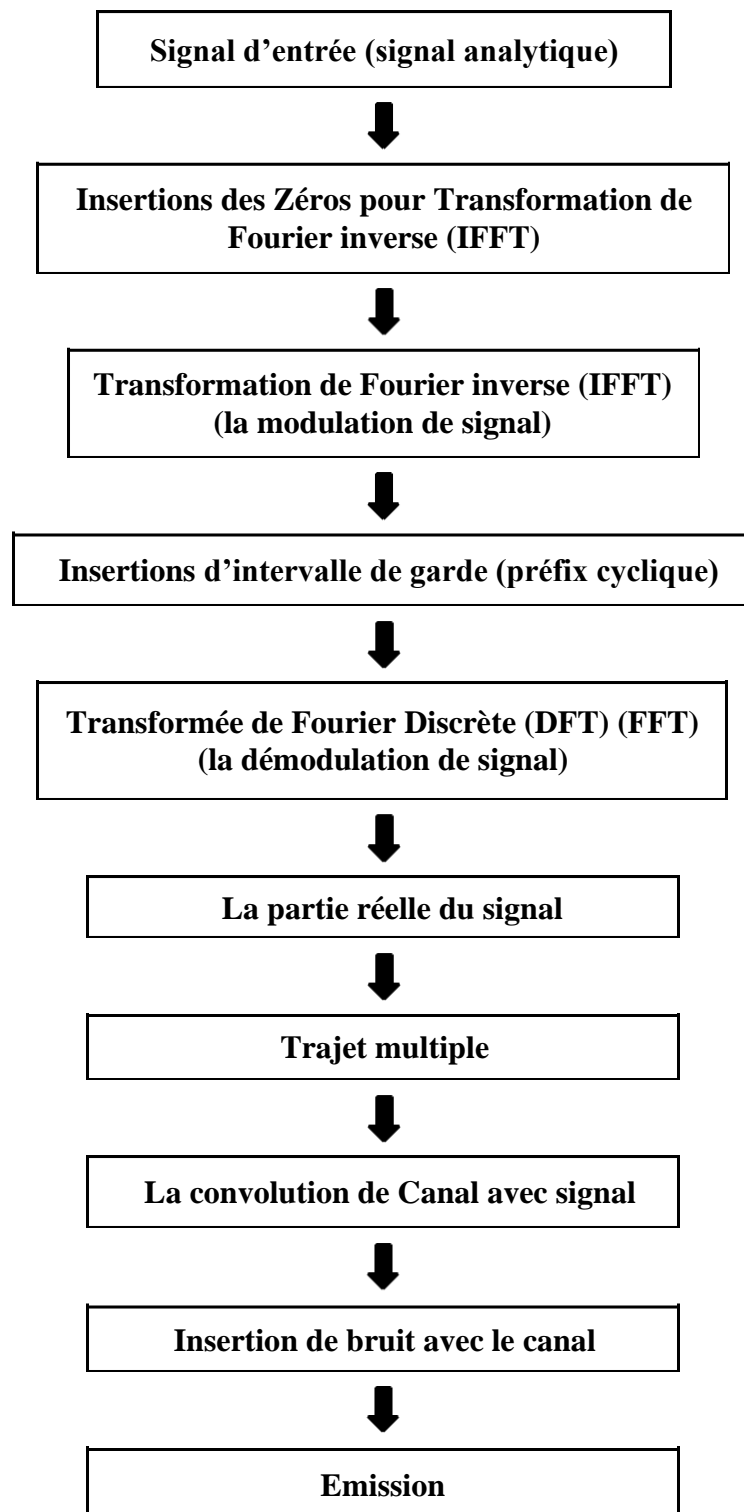 Signal d’entrée (signal analytique)
Insertions des Zéros pour Transformation de
Fourier inverse (IFFT)
Transformation de Fourier inverse (IFFT)
(la modulation de signal)
Insertions d’intervalle de garde (préfix cyclique)
Transformée de Fourier Discrète (DFT) (FFT)
(la démodulation de signal)
La partie réelle du signal
Trajet multiple
La convolution de Canal avec signal
Insertion de bruit avec le canal
Emission